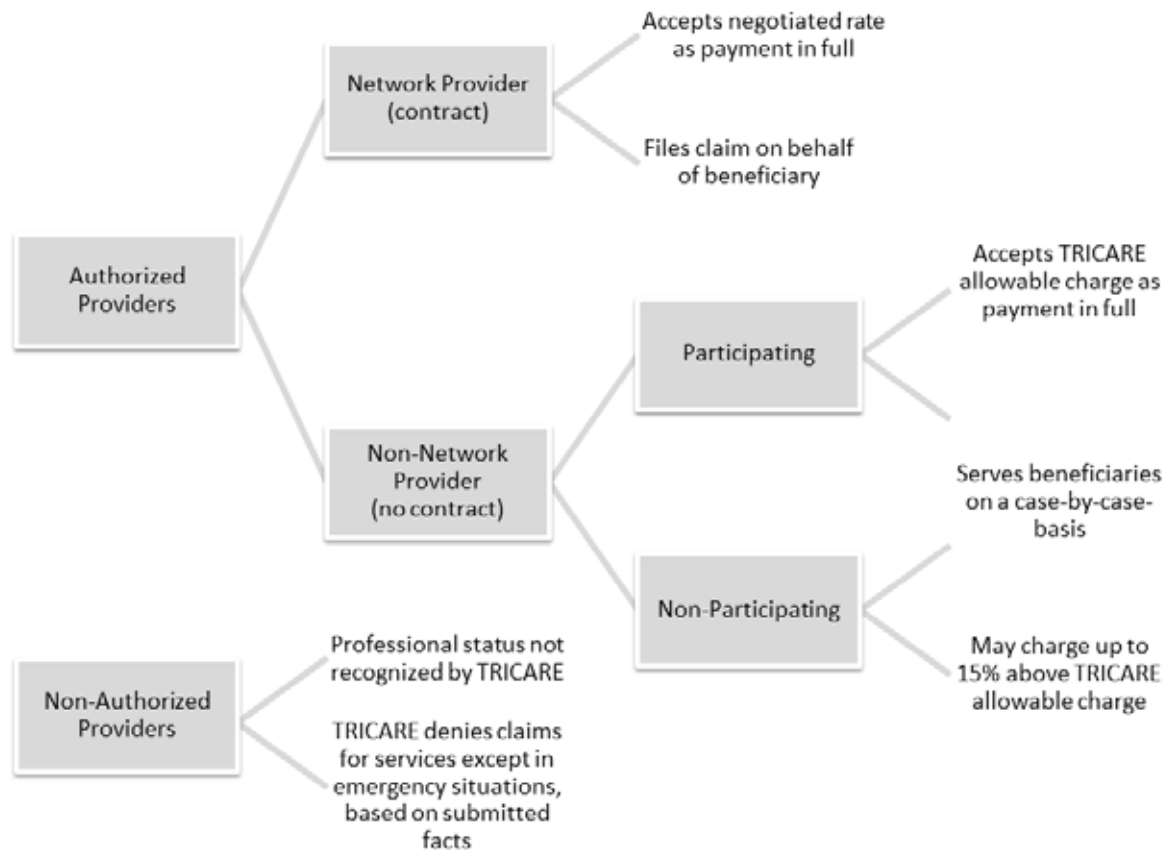 Accepts negotiated rate
as payment in full
Network Provider
(contract)
Files claim on behalf
of beneficiary
Authorized
Providers
Accepts TRICARE
allowable charge as
payment in full
Participating
Non-Network
Provider
(no contract)
Serves beneficiaries
on a case-by-case-
basis
Non-Participating
May charge up to
15% above TRICARE
allowable charge
Professional status not
recognized by TRICARE
Non-Authorized
Providers
TRICARE denies claims
for services except in
emergency situations,
based on submitted
facts